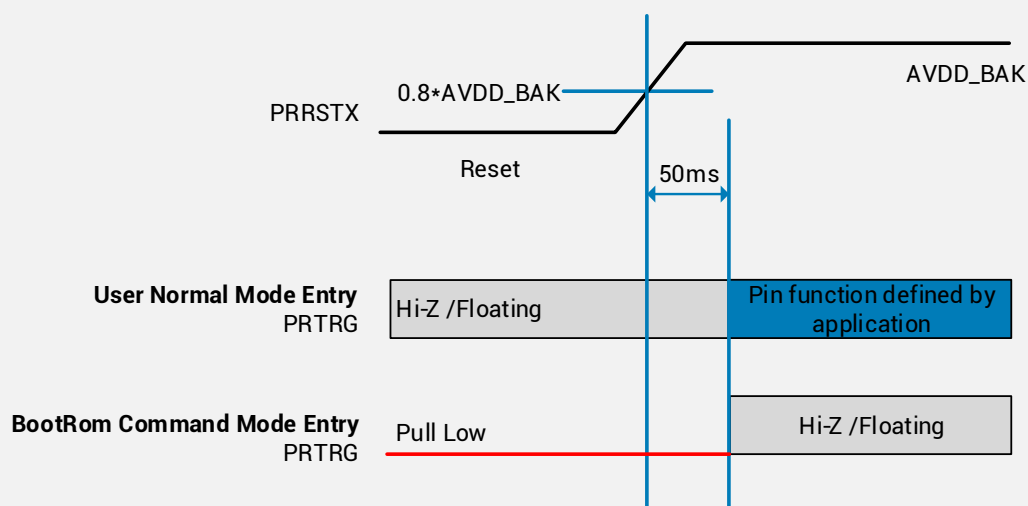 AVDD_BAK
0.8*AVDD_BAK
PRRSTX
Reset
50ms
User Normal Mode Entry
PRTRG
Hi-Z /Floating
Pin function defined by
application
BootRom Command Mode Entry
PRTRG
Pull Low
Hi-Z /Floating